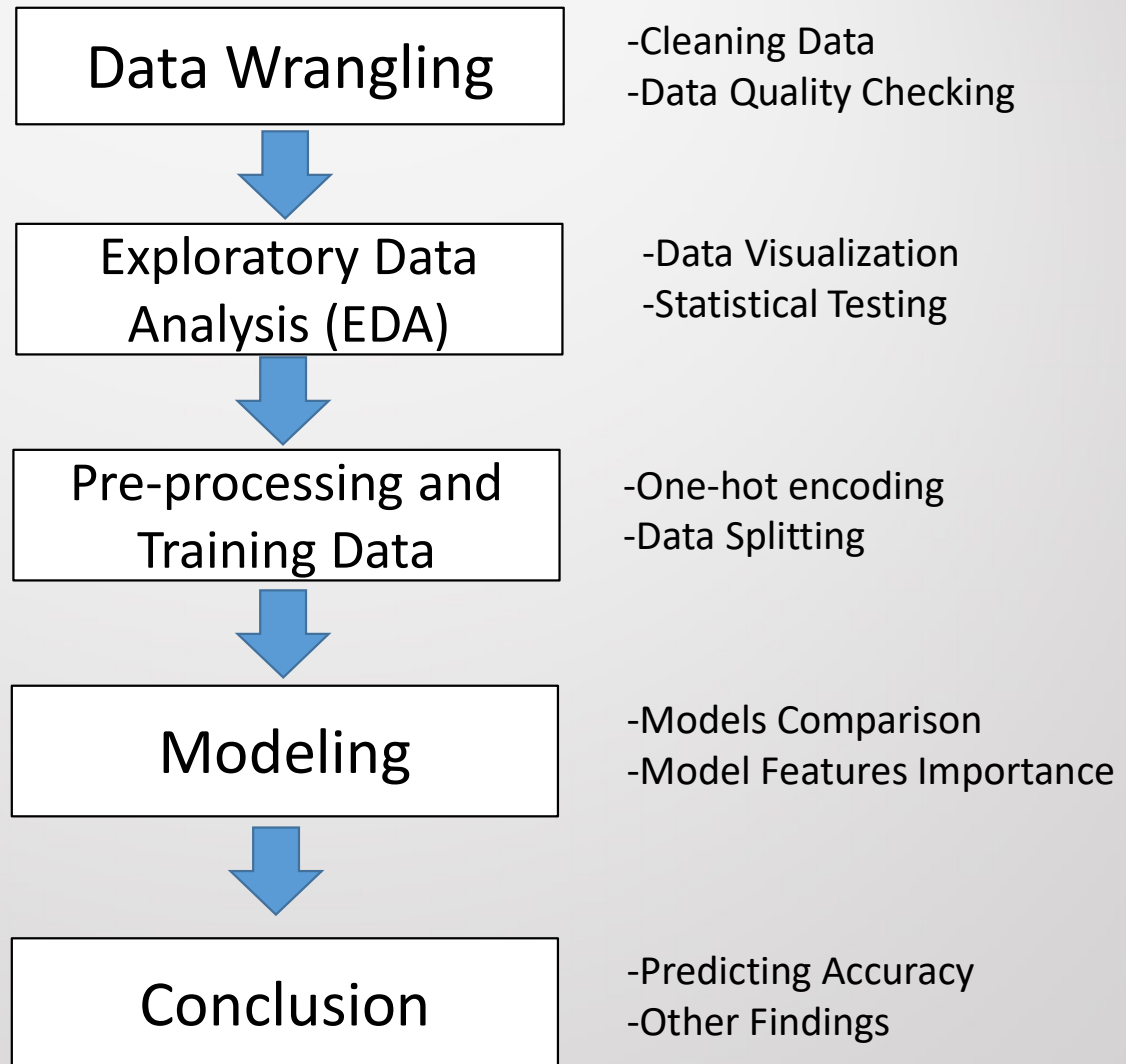 Data Wrangling
-Cleaning Data
-Data Quality Checking
Exploratory Data
Analysis (EDA)
-Data Visualization
-Statistical Testing
Pre-processing and
Training Data
-One-hot encoding
-Data Splitting
Modeling
-Models Comparison
-Model Features Importance
Conclusion
-Predicting Accuracy
-Other Findings